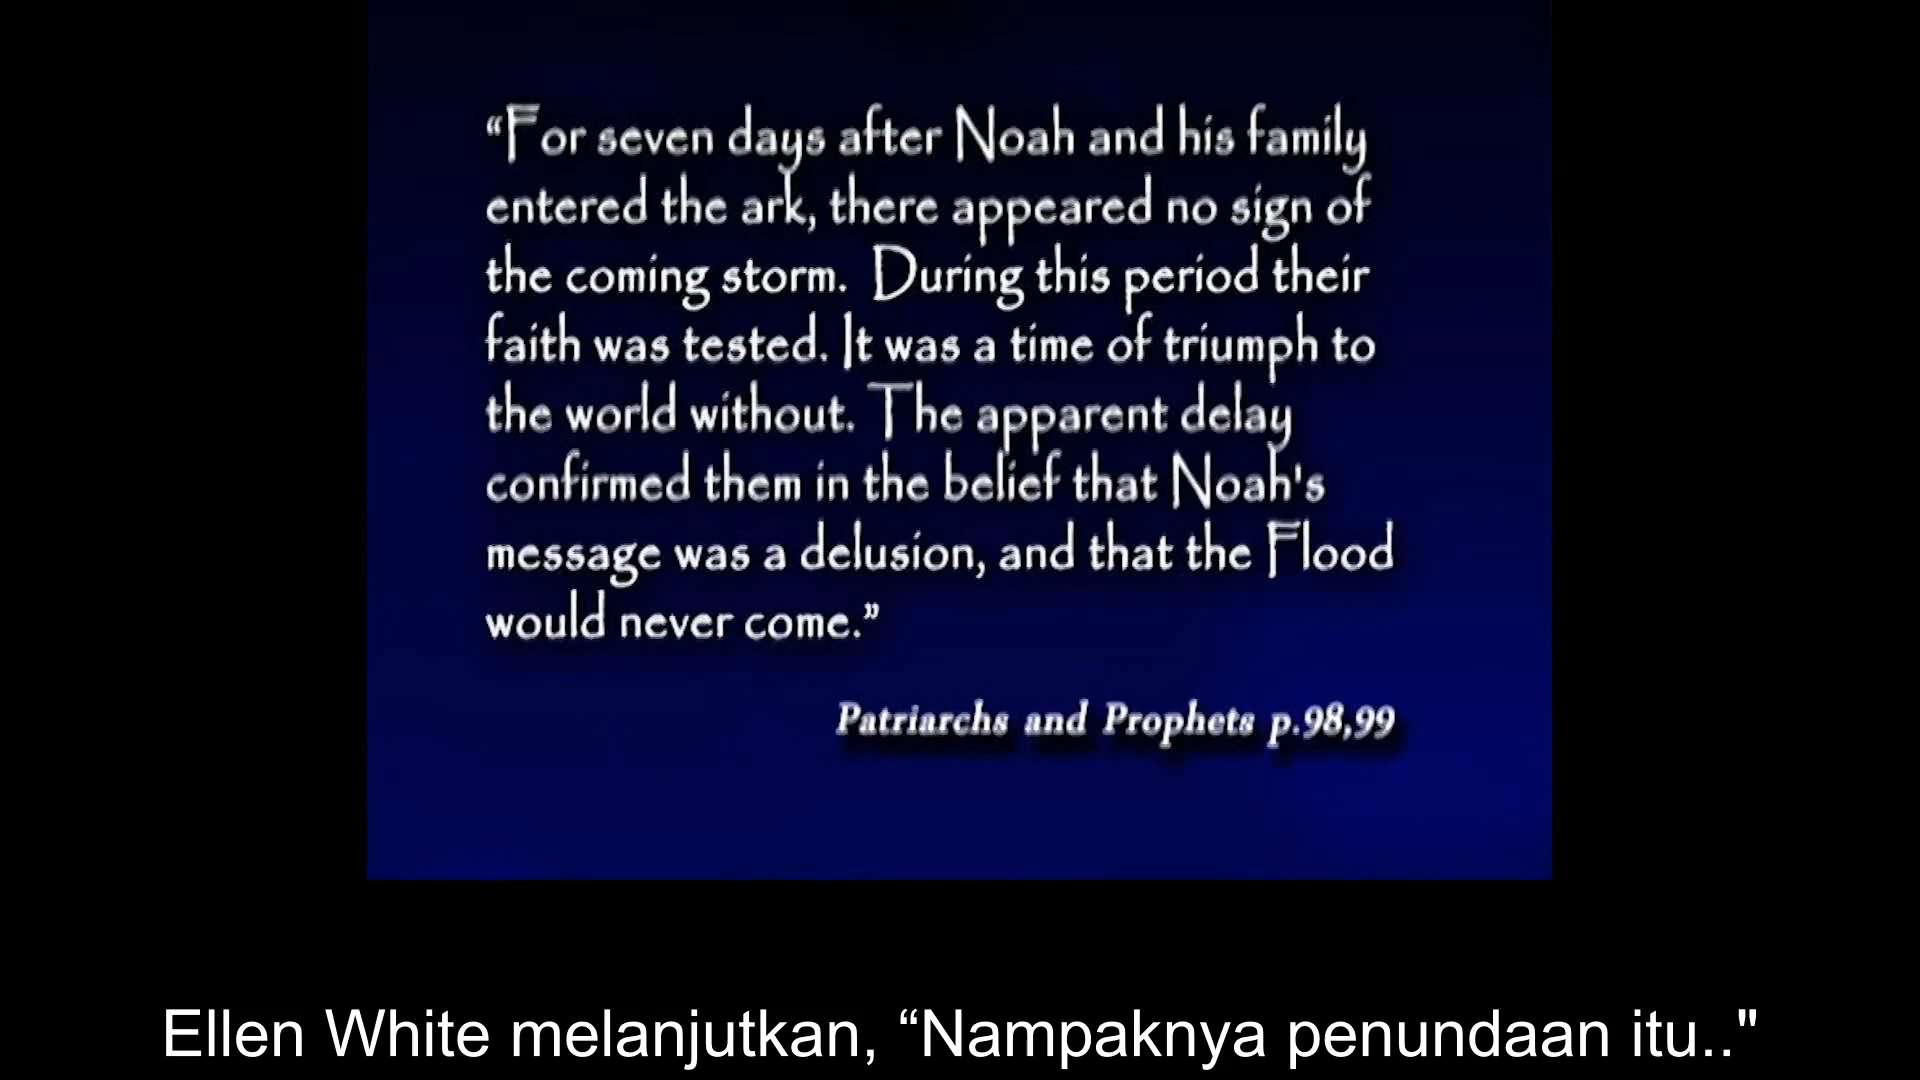 “For seven days after Noah and his family
entered the ark, there appeared no sign of
the coming storm. During this period their
faith was tested. It was a time of triumph to
the world without. The apparent delay
confirmed them in the belief that Noah's
message was a delusion, and that the Flood
would never come.”
Patriarchs and Prophets p.98,99
Ellen White melanjutkan, “Nampaknya penundaan itu.."